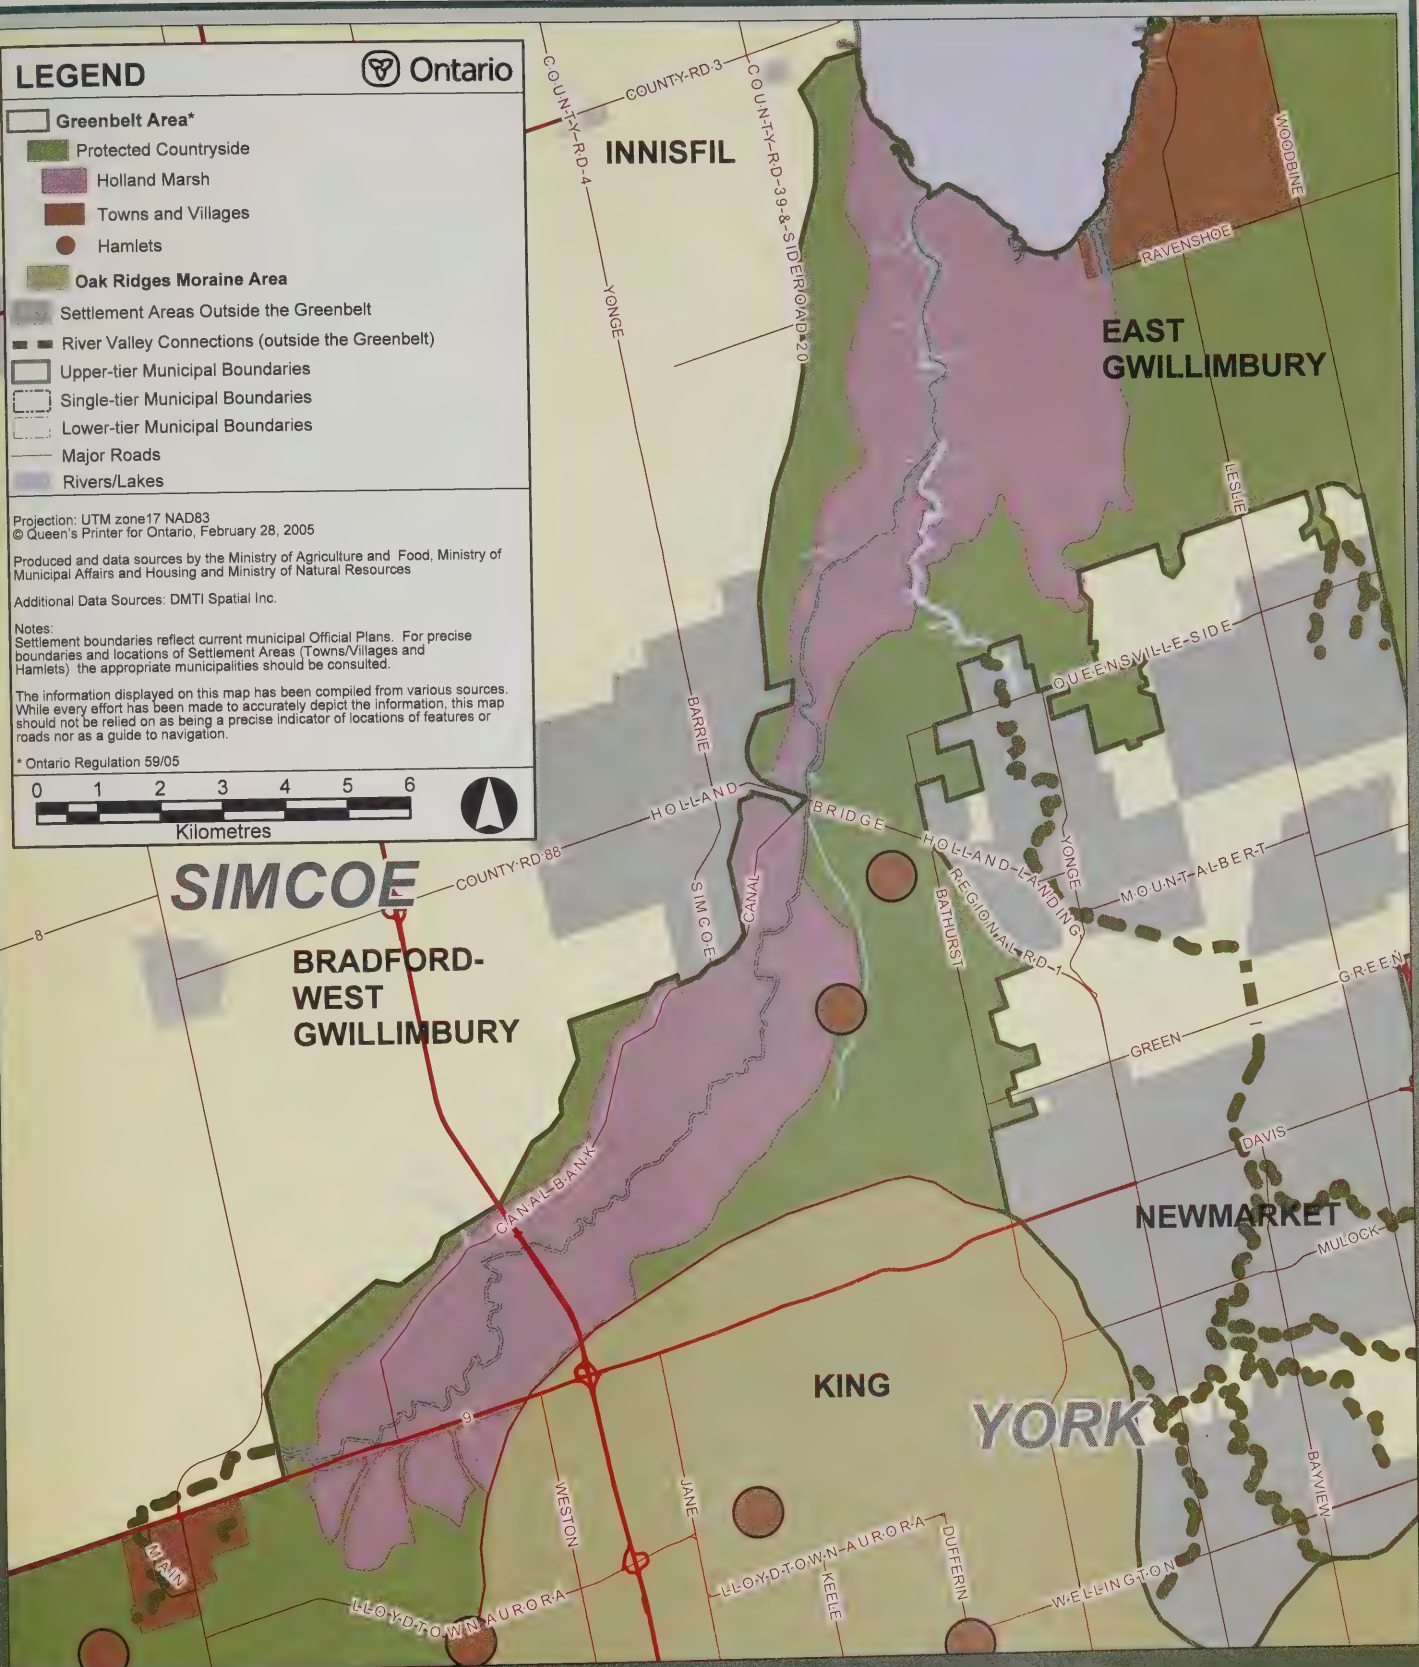 LEGEND
Ontario
Greenbelt Area*
Protected Countryside
Holland Marsh
Towns and Villages
Hamlets
Oak Ridges Moraine Area
Settlement Areas Outside the Greenbelt
River Valley Connections (outside the Greenbelt)
Upper-tier Municipal Boundaries
Single-tier Municipal Boundaries
Lower-tier Municipal Boundaries
Major Roads
Rivers/Lakes
Projection: UTM zone17 NAD83
© Queen's Printer for Ontario, February 28, 2005
Produced and data sources by the Ministry of Agriculture and Food, Ministry of
Municipal Affairs and Housing and Ministry of Natural Resources
Additional Data Sources: DMTI Spatial Inc.
Notes:
Settlement boundaries reflect current municipal Official Plans. For precise
boundaries and locations of Settlement Areas (Towns/Villages and
Hamlets) the appropriate municipalities should be consulted.
The information displayed on this map has been compiled from various sources.
While every effort has been made to accurately depict the information, this map
should not be relied on as being a precise indicator of locations of features or
roads nor as a guide to navigation.
* Ontario Regulation 59/05
0 1 2 3 4 5 6
Kilometres
COUNTY-RD-4
COUNTY-RD-3
COUNTY-RD-39-&-SIDEROAD-20
INNISFIL
WOODBINE
RAVENSHOE
YONGE
EAST
GWILLIMBURY
LESLIE
QUEENSVILLE-SIDE
BARRIE
HOLLAND
BRIDGE
HOLLAND-LANDING
YONGE
MOUNT-ALBERT
COUNTY RD 88
SIMCOE
SIMCOE
CANAL
BATHURST
REGIONAL-RD-1
8
BRADFORD-
WEST
GWILLIMBURY
GREEN
GREEN
DAVIS
CANAL-BANK
NEWMARKET
MULOCK
KING
YORK
9
WESTON
JANE
BAYVIEW
MAIN
LLOYDTOWN-AURORA
LLOYDTOWN-AURORA
KEELE
DUFFERIN
WELLINGTON